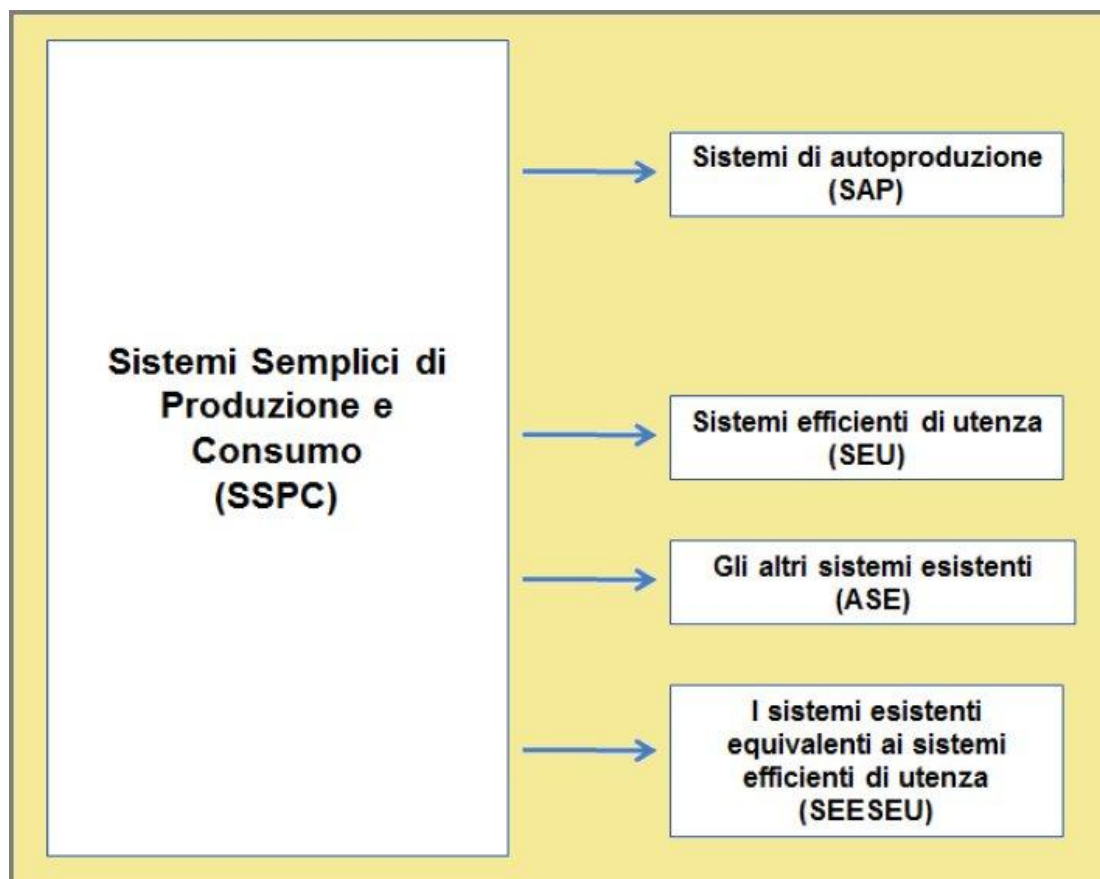 Sistemi Semplici di
Produzione e
Consumo
(SSPC)
Sistemi di autoproduzione
(SAP)
Sistemi efficienti di utenza
(SEU)
Gli altri sistemi esistenti
(ASE)
I sistemi esistenti
equivalenti ai sistemi
efficienti di utenza
(SEESEU)